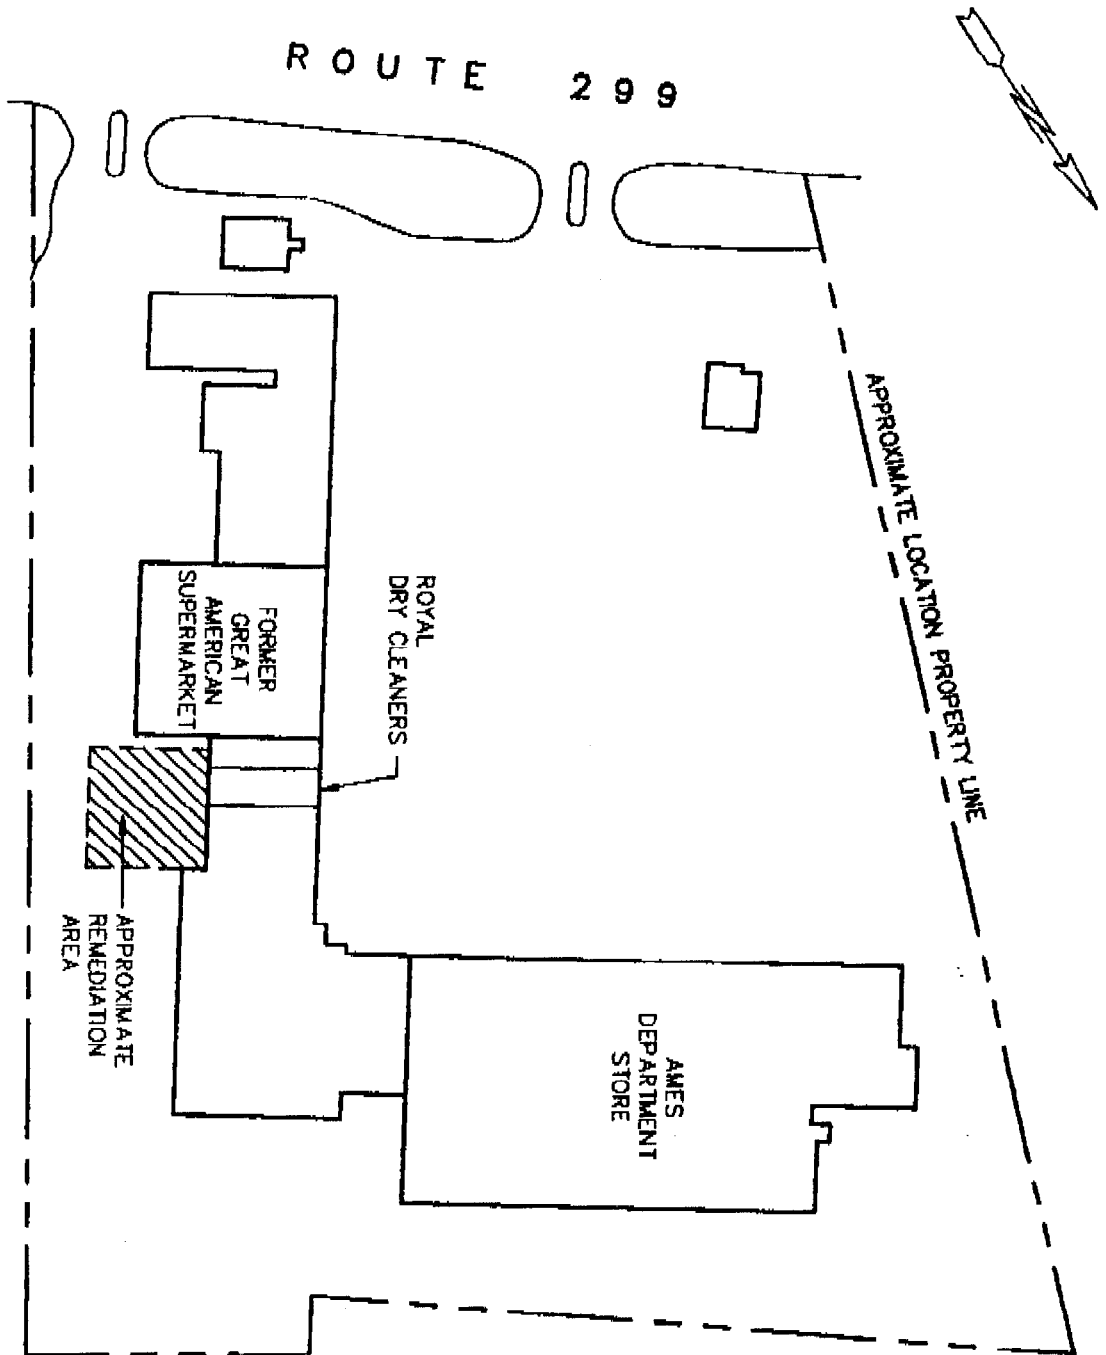 ROUTE 299
APPROXIMATE LOCATION PROPERTY LINE
ROYAL
DRY CLEANERS
FORMER
GREAT
AMERICAN
SUPERMARKET
APPROXIMATE
REMEDIATION
AREA
AMES
DEPARTMENT
STORE